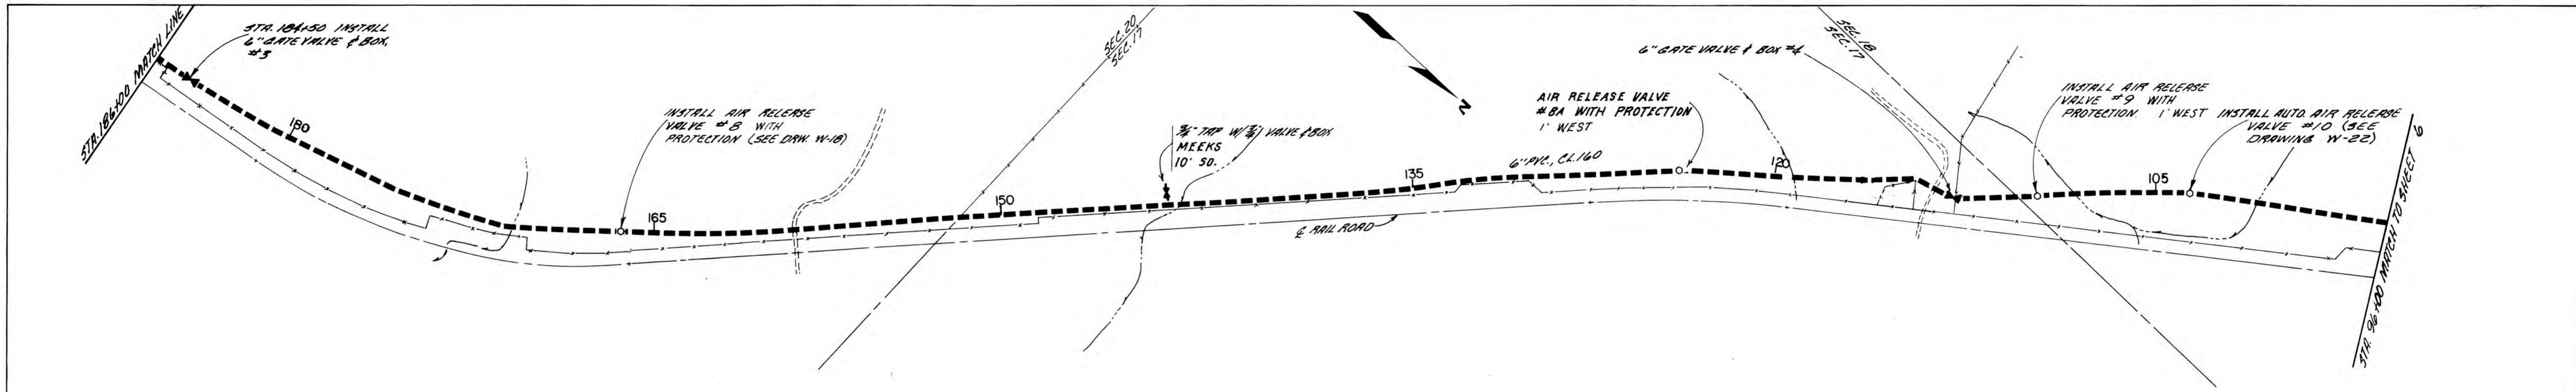 STA. 186+00 MATCH LINE
STA. 184+50 INSTALL
6" GATE VALVE & BOX,
#3
180
INSTALL AIR RELEASE
VALVE #8 WITH
PROTECTION (SEE DRW. W-18)
165
SEC. 20
SEC. 17
150
3/4" TAP W/ 3/4" VALVE & BOX
MEEKS
10' SO.
℄ RAIL ROAD
N
135
6" PVC., CL.160
AIR RELEASE VALVE
#8A WITH PROTECTION
1' WEST
6" GATE VALVE & BOX #4
120
SEC. 18
SEC. 17
INSTALL AIR RELEASE
VALVE #9 WITH
PROTECTION. 1' WEST
105
INSTALL AUTO. AIR RELEASE
VALVE #10 (SEE
DRAWING W-22)
STA. 96+00 MATCH TO SHEET 6